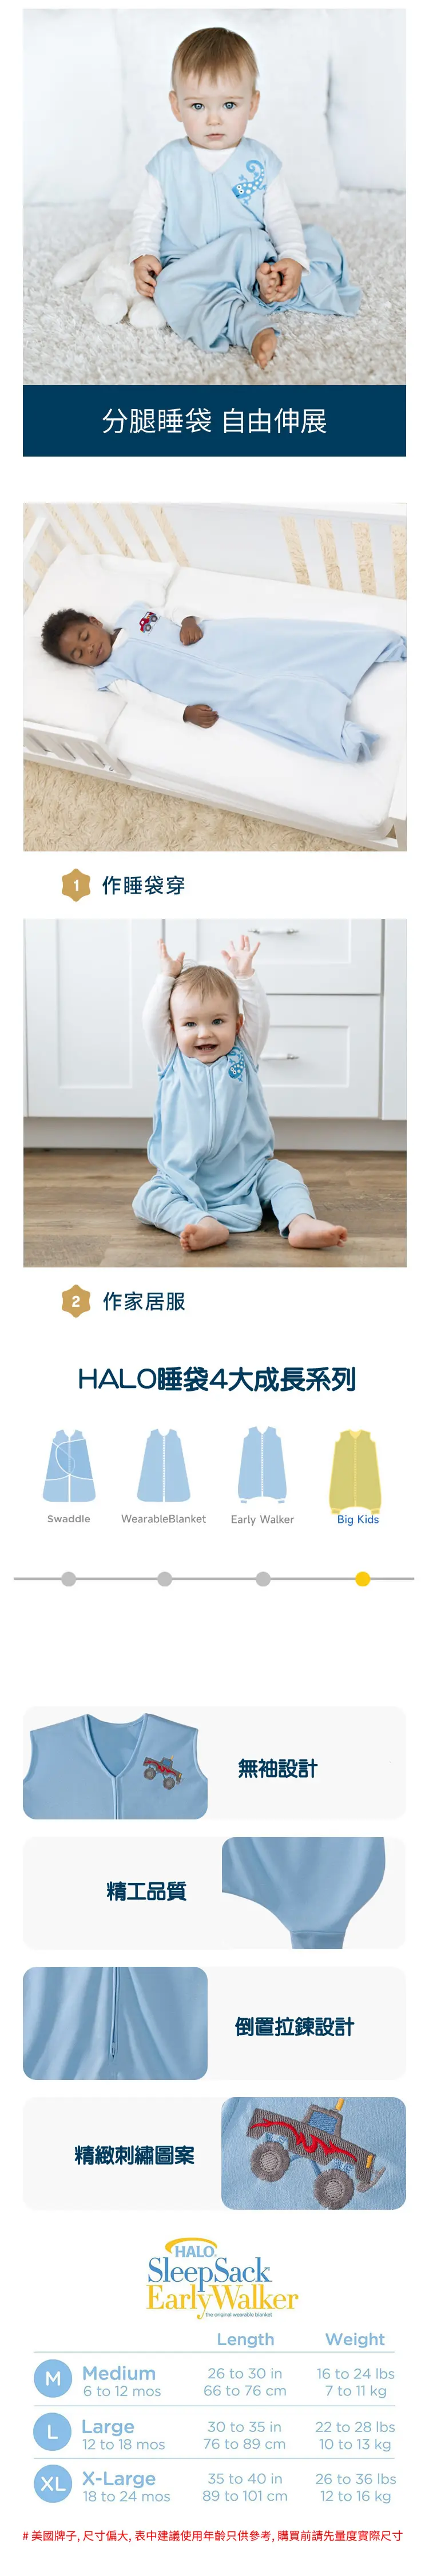 分腿睡袋 自由伸展
1 作睡袋穿
2 作家居服
HALO睡袋4大成長系列
Swaddle WearableBlanket Early Walker Big Kids
無袖設計
精工品質
倒置拉鍊設計
精緻刺繡圖案
HALO
SleepSack
EarlyWalker
the original wearable blanket
Length Weight
M Medium 26 to 30 in 16 to 24 lbs
6 to 12 mos 66 to 76 cm 7 to 11 kg
L Large 30 to 35 in 22 to 28 lbs
12 to 18 mos 76 to 89 cm 10 to 13 kg
XL X-Large 35 to 40 in 26 to 36 lbs
18 to 24 mos 89 to 101 cm 12 to 16 kg
# 美國牌子, 尺寸偏大, 表中建議使用年齡只供參考, 購買前請先量度實際尺寸